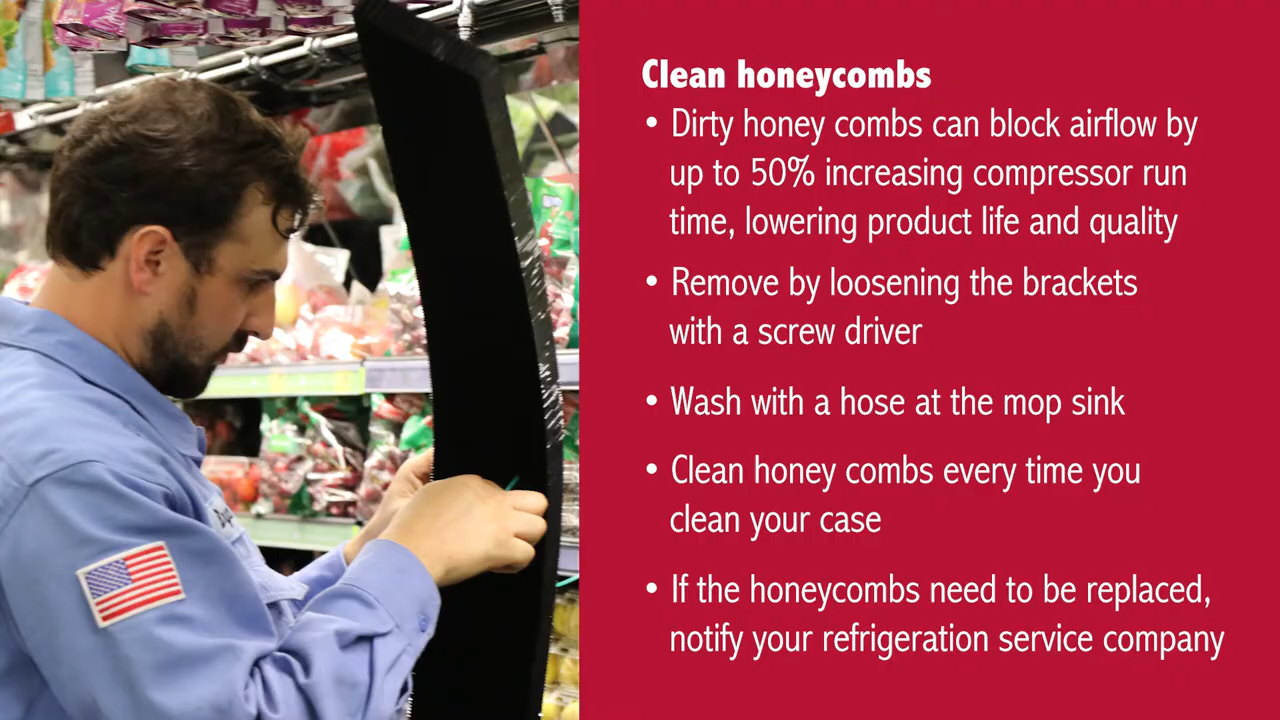 Clean honeycombs
• Dirty honey combs can block airflow by
up to 50% increasing compressor run
time, lowering product life and quality
• Remove by loosening the brackets
with a screw driver
• Wash with a hose at the mop sink
• Clean honey combs every time you
clean your case
• If the honeycombs need to be replaced,
notify your refrigeration service company